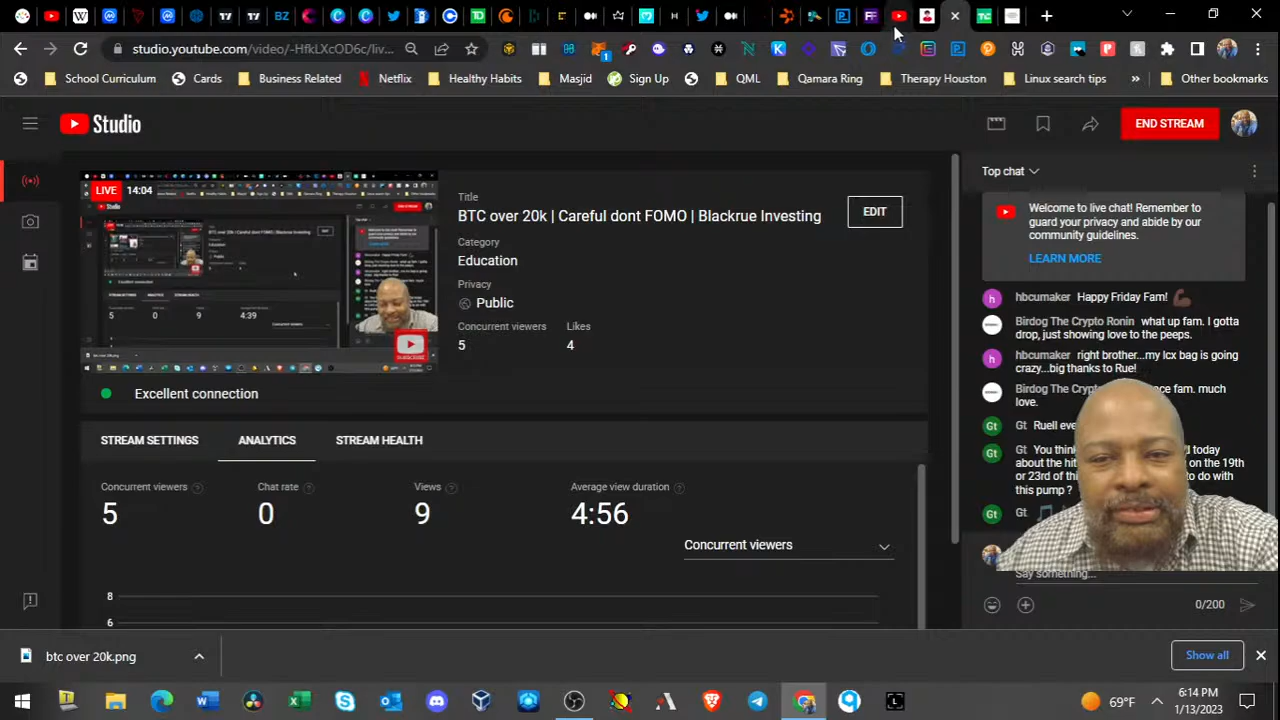 studio.youtube.com/video/-HfkLXcOD6c/liv...
School Curriculum
Cards
Business Related
Netflix
Healthy Habits
Masjid
Sign Up
QML
Qamara Ring
Therapy Houston
Linux search tips
»
Other bookmarks
Studio
END STREAM
LIVE 14:04
Title
BTC over 20k | Careful dont FOMO | Blackrue Investing
EDIT
Category
Education
Privacy
Public
Concurrent viewers
Likes
5
4
Excellent connection
STREAM SETTINGS
ANALYTICS
STREAM HEALTH
Concurrent viewers
Chat rate
Views
Average view duration
5
0
9
4:56
Concurrent viewers
8
6
Top chat
Welcome to live chat! Remember to
guard your privacy and abide by our
community guidelines.
LEARN MORE
hbcumaker Happy Friday Fam!
Birdog The Crypto Ronin what up fam. I gotta
drop, just showing love to the peeps.
hbcumaker right brother...my lcx bag is going
crazy...big thanks to Rue!
Birdog The
fam. much
love.
Gt Ruell
Gt You
today
about the
on the 19th
or 23rd of
to do with
this pump ?
Gt
Say something...
0/200
btc over 20k.png
Show all
69°F
6:14 PM
1/13/2023